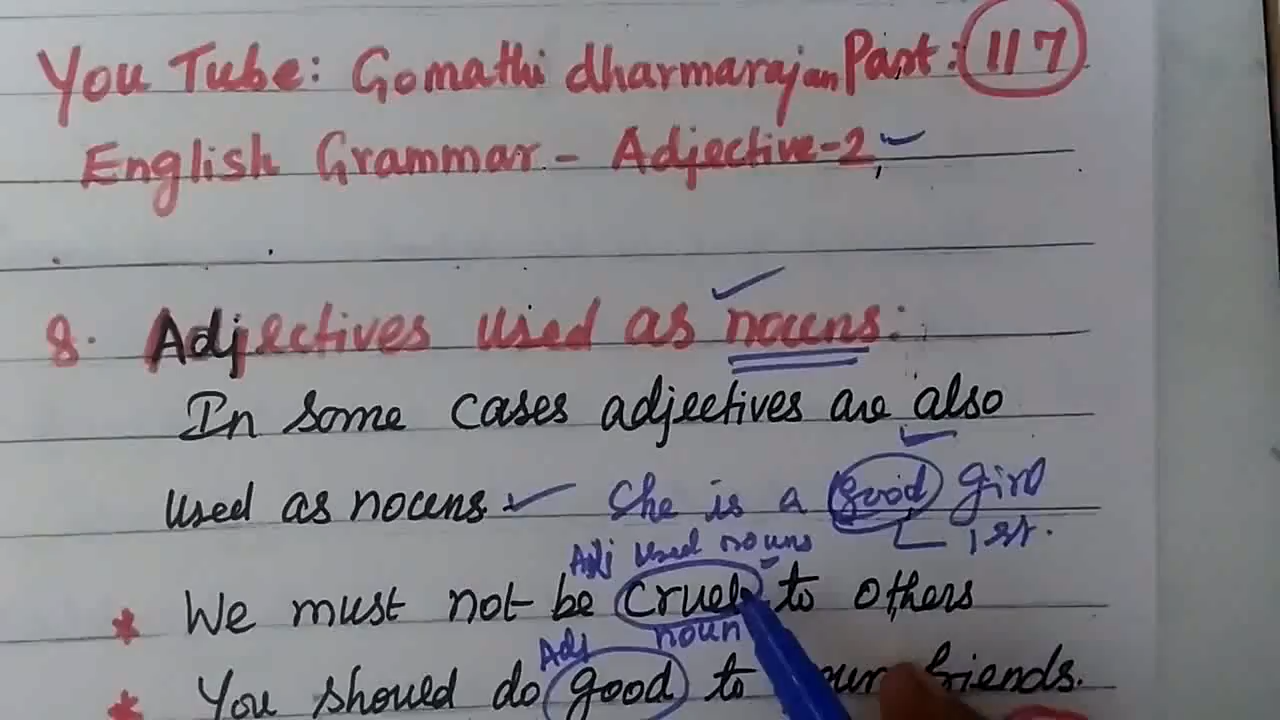 You Tube: Gomathi dharmarajan Part: 117
English Grammar - Adjective-2
8. Adjectives used as nouns:
In some cases adjectives are also
used as nouns She is a good girl
1st.
Adj used nouns
* We must not be cruel to others
Adj noun
* You should do good to friends.